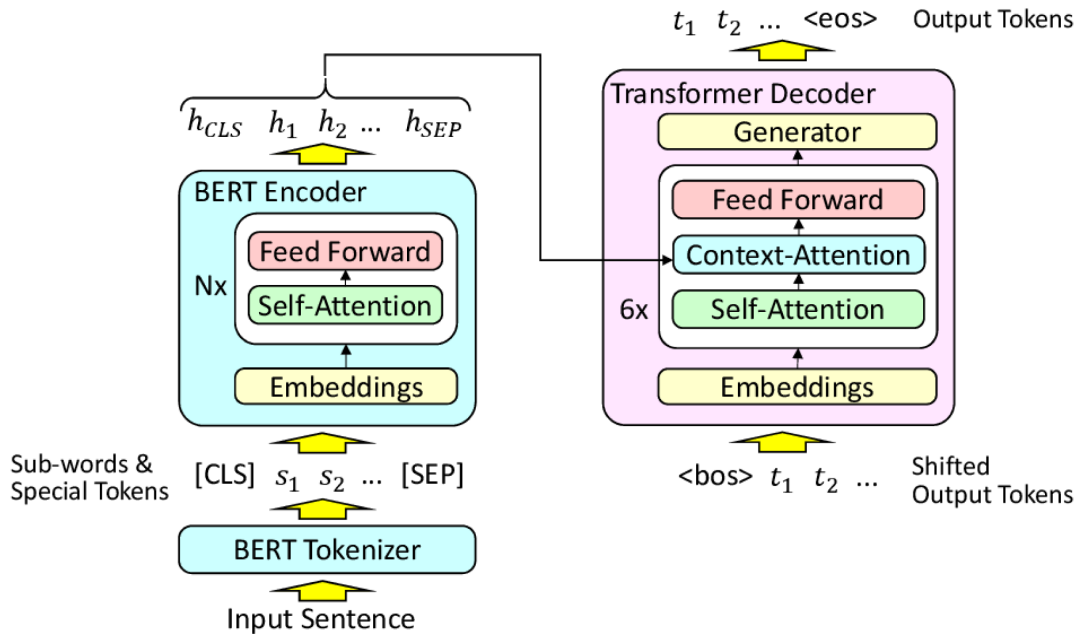 t1 t2 ... <eos> Output Tokens
Transformer Decoder
Generator
Feed Forward
Context-Attention
6x
Self-Attention
Embeddings
<bos> t1 t2 ...
Shifted
Output Tokens
hCLS h1 h2 ... hSEP
BERT Encoder
Feed Forward
Nx
Self-Attention
Embeddings
Sub-words &
Special Tokens
[CLS] s1 s2 ... [SEP]
BERT Tokenizer
Input Sentence